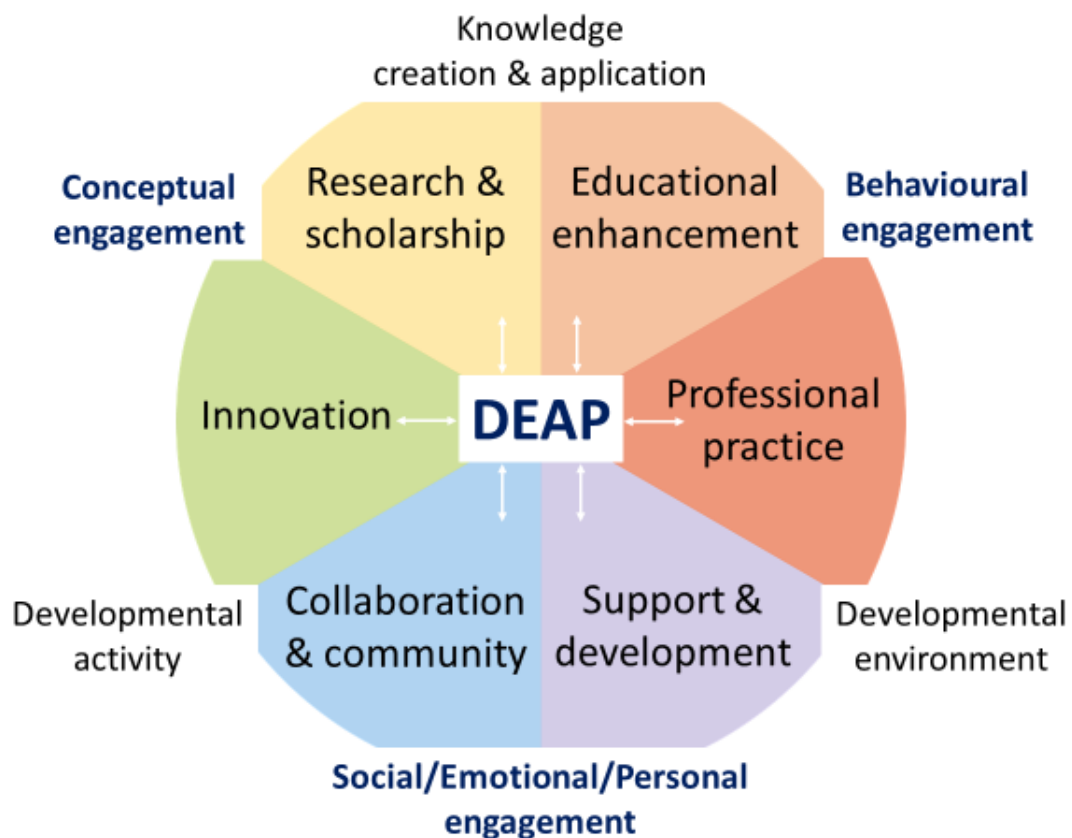 Knowledge
creation & application
Conceptual
engagement
Research &
scholarship
Educational
enhancement
Behavioural
engagement
Innovation
DEAP
Professional
practice
Developmental
activity
Collaboration
& community
Support &
development
Developmental
environment
Social/Emotional/Personal
engagement